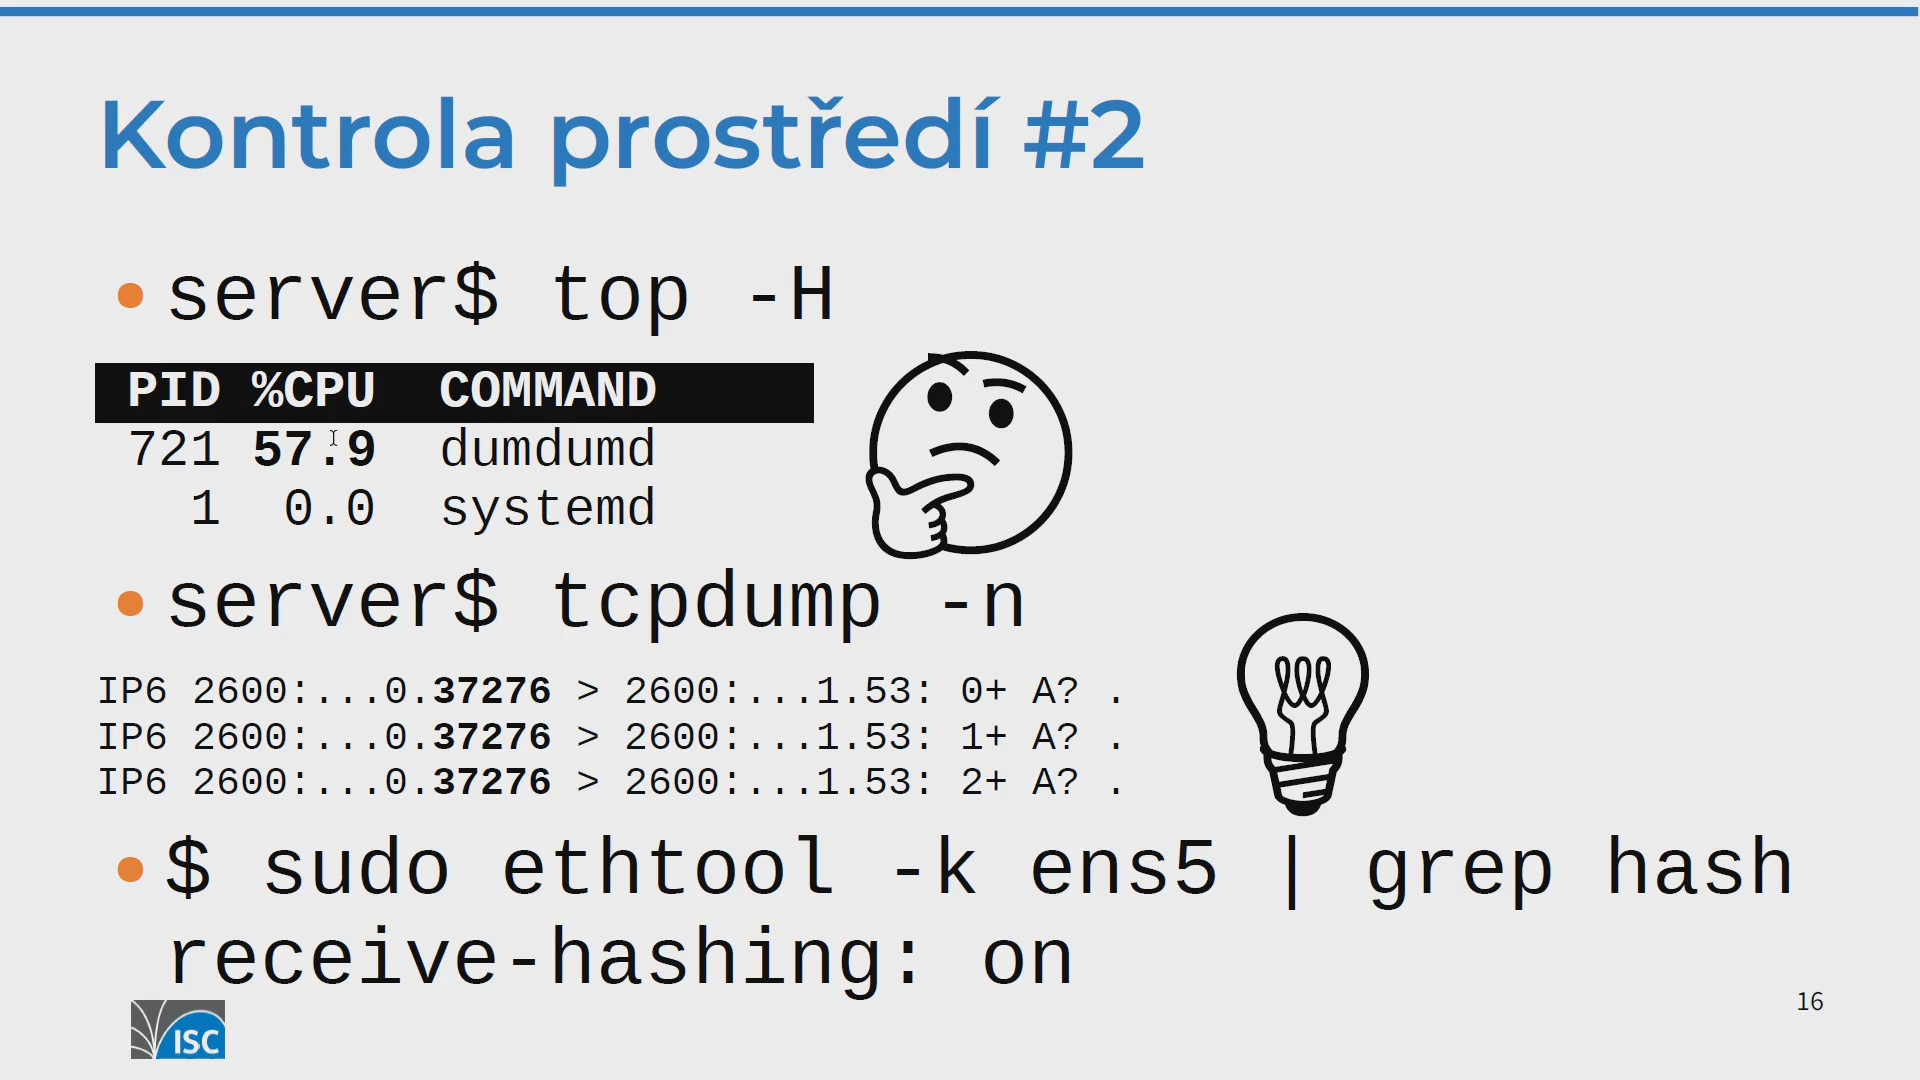 Kontrola prostředí #2
• server$ top -H
PID %CPU COMMAND
721 57.9 dumdumd
1 0.0 systemd
• server$ tcpdump -n
IP6 2600:...0.37276 > 2600:...1.53: 0+ A? .
IP6 2600:...0.37276 > 2600:...1.53: 1+ A? .
IP6 2600:...0.37276 > 2600:...1.53: 2+ A? .
• $ sudo ethtool -k ens5 | grep hash
receive-hashing: on
ISC
16